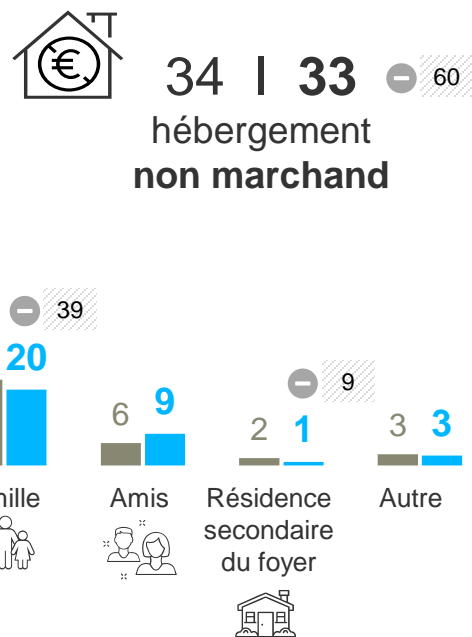 34 I 33 60
hébergement
non marchand
39
20
6 9
9
2 1
3 3
mille
Amis
Résidence
secondaire
du foyer
Autre